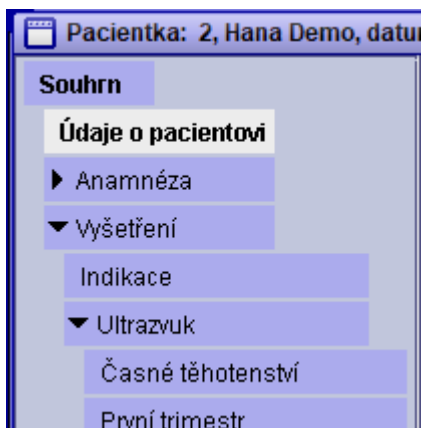 Pacientka: 2, Hana Demo, datu
Souhrn
Údaje o pacientovi
Anamnéza
Vyšetření
Indikace
Ultrazvuk
Časné těhotenství
První trimestr